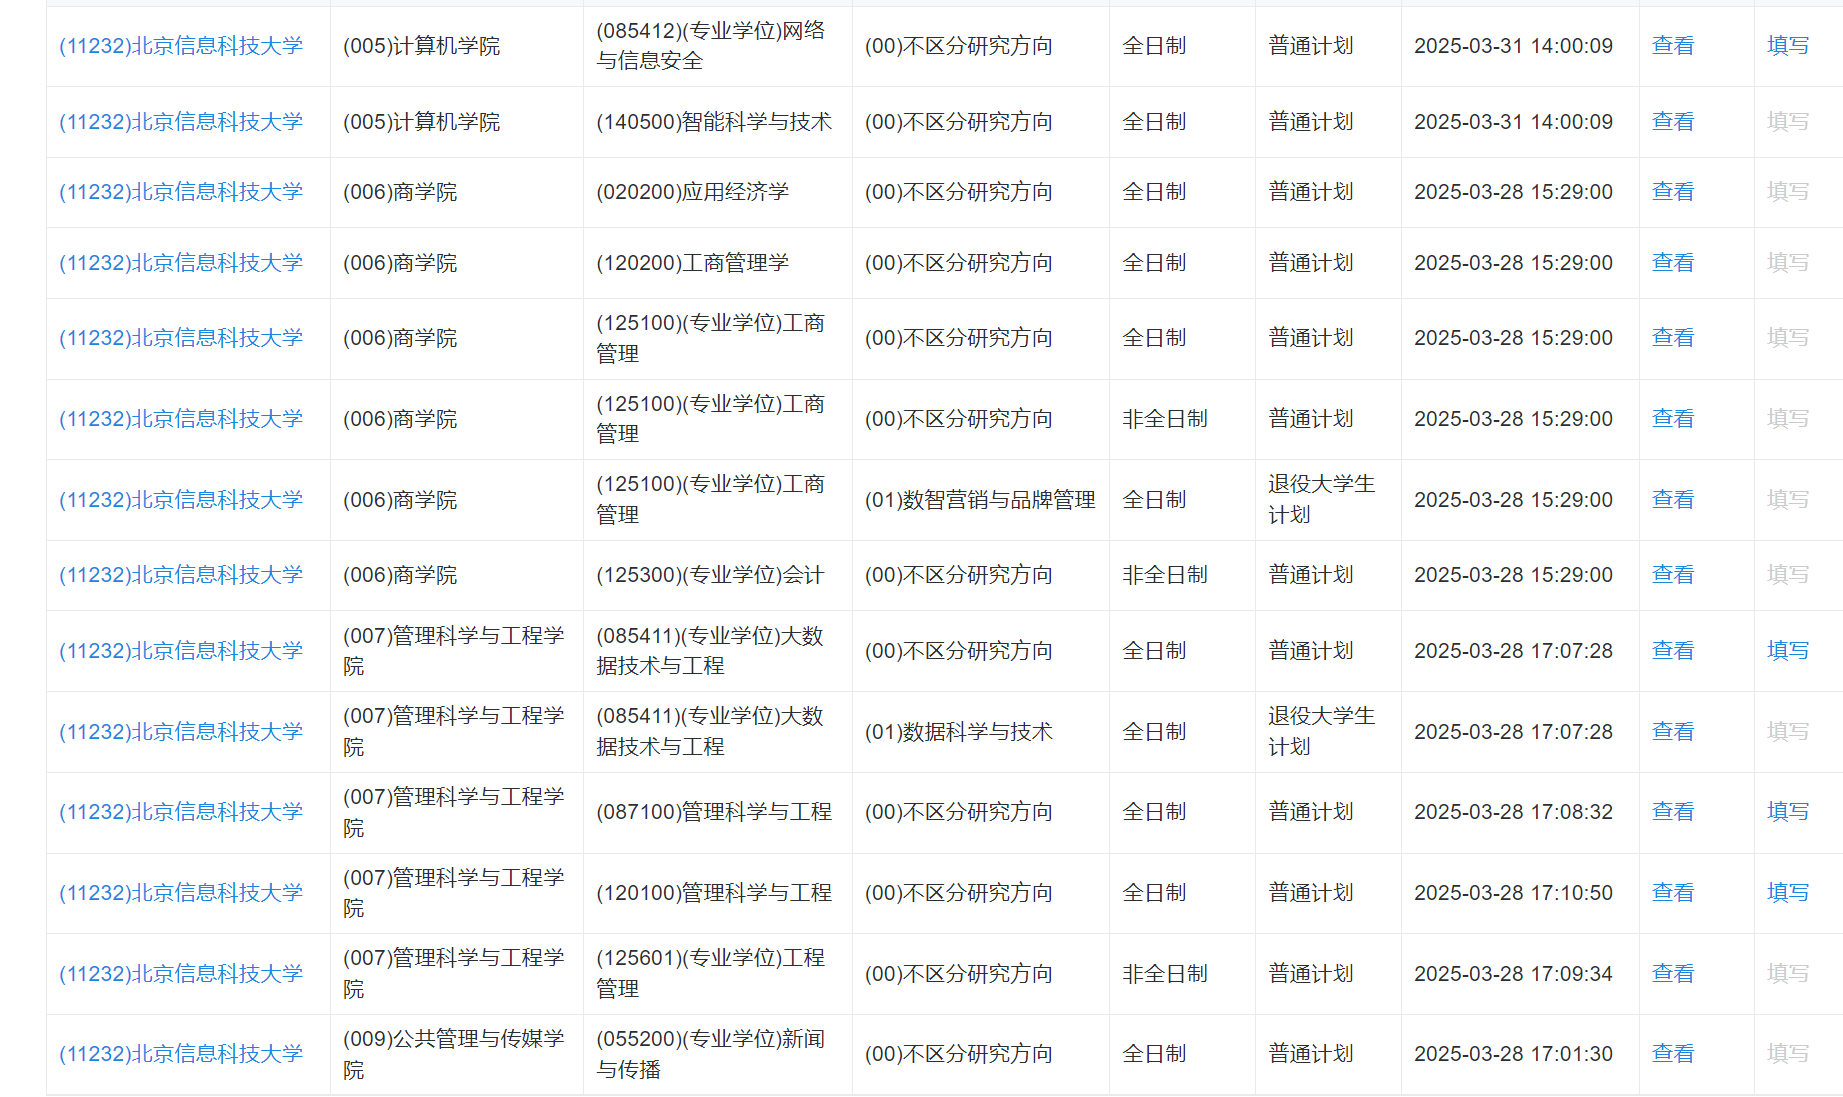 (11232)北京信息科技大学 (005)计算机学院 (085412)(专业学位)网络与信息安全 (00)不区分研究方向 全日制 普通计划 2025-03-31 14:00:09 查看 填写
(11232)北京信息科技大学 (005)计算机学院 (140500)智能科学与技术 (00)不区分研究方向 全日制 普通计划 2025-03-31 14:00:09 查看 填写
(11232)北京信息科技大学 (006)商学院 (020200)应用经济学 (00)不区分研究方向 全日制 普通计划 2025-03-28 15:29:00 查看 填写
(11232)北京信息科技大学 (006)商学院 (120200)工商管理学 (00)不区分研究方向 全日制 普通计划 2025-03-28 15:29:00 查看 填写
(11232)北京信息科技大学 (006)商学院 (125100)(专业学位)工商管理 (00)不区分研究方向 全日制 普通计划 2025-03-28 15:29:00 查看 填写
(11232)北京信息科技大学 (006)商学院 (125100)(专业学位)工商管理 (00)不区分研究方向 非全日制 普通计划 2025-03-28 15:29:00 查看 填写
(11232)北京信息科技大学 (006)商学院 (125100)(专业学位)工商管理 (01)数智营销与品牌管理 全日制 退役大学生计划 2025-03-28 15:29:00 查看 填写
(11232)北京信息科技大学 (006)商学院 (125300)(专业学位)会计 (00)不区分研究方向 非全日制 普通计划 2025-03-28 15:29:00 查看 填写
(11232)北京信息科技大学 (007)管理科学与工程学院 (085411)(专业学位)大数据技术与工程 (00)不区分研究方向 全日制 普通计划 2025-03-28 17:07:28 查看 填写
(11232)北京信息科技大学 (007)管理科学与工程学院 (085411)(专业学位)大数据技术与工程 (01)数据科学与技术 全日制 退役大学生计划 2025-03-28 17:07:28 查看 填写
(11232)北京信息科技大学 (007)管理科学与工程学院 (087100)管理科学与工程 (00)不区分研究方向 全日制 普通计划 2025-03-28 17:08:32 查看 填写
(11232)北京信息科技大学 (007)管理科学与工程学院 (120100)管理科学与工程 (00)不区分研究方向 全日制 普通计划 2025-03-28 17:10:50 查看 填写
(11232)北京信息科技大学 (007)管理科学与工程学院 (125601)(专业学位)工程管理 (00)不区分研究方向 非全日制 普通计划 2025-03-28 17:09:34 查看 填写
(11232)北京信息科技大学 (009)公共管理与传媒学院 (055200)(专业学位)新闻与传播 (00)不区分研究方向 全日制 普通计划 2025-03-28 17:01:30 查看 填写